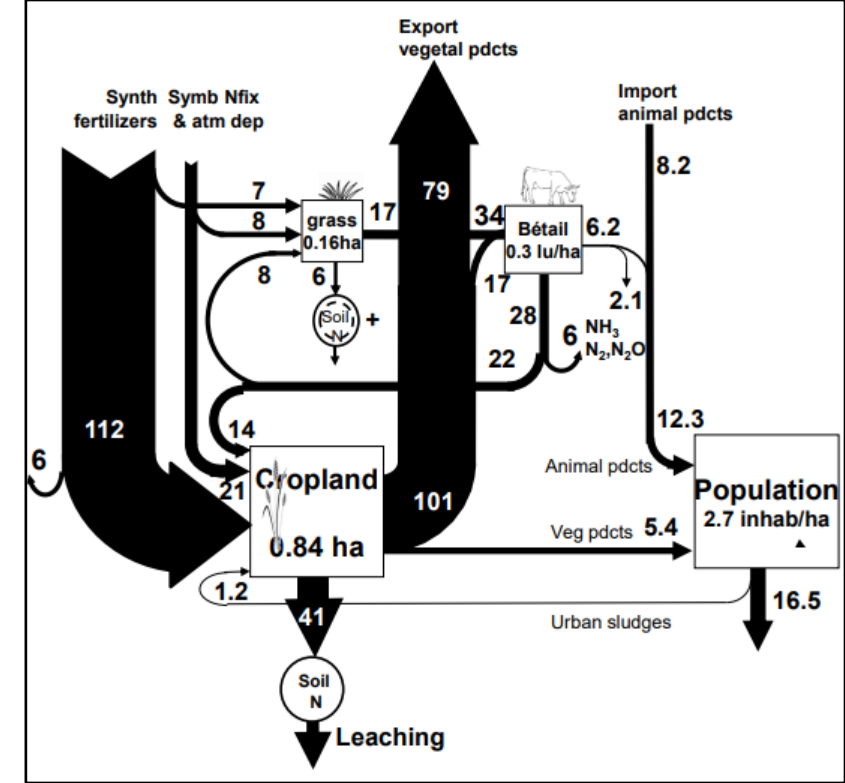 Export
vegetal pdcts
Import
animal pdcts
Synth
fertilizers
Symb Nfix
& atm dep
8.2
7
8
8
grass
0.16ha
17
79
34
Bétail
0.3 lu/ha
6.2
2.1
17
6
Soil
N
+
28
6
NH3
N2,N2O
22
112
6
14
21
Cropland
0.84 ha
101
12.3
Animal pdcts
Population
2.7 inhab/ha
Veg pdcts
5.4
1.2
41
Urban sludges
16.5
Soil
N
Leaching